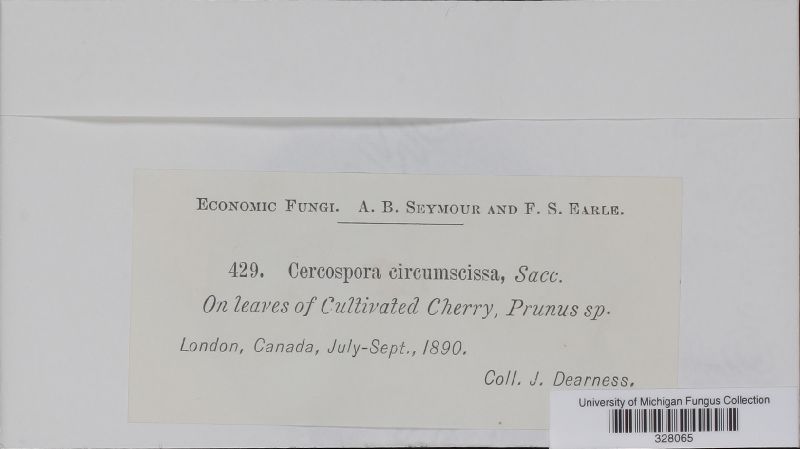 Economic Fungi. A. B. Seymour and F. S. Earle.
429. Cercospora circumscissa, Sacc.
On leaves of Cultivated Cherry, Prunus sp.
London, Canada, July-Sept., 1890.
Coll. J. Dearness.
University of Michigan Fungus Collection
328065